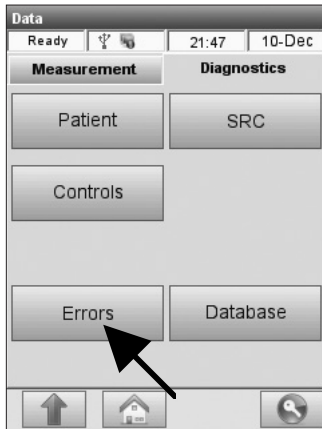 Data
Ready 21:47 10-Dec
Measurement Diagnostics
Patient SRC
Controls
Errors Database